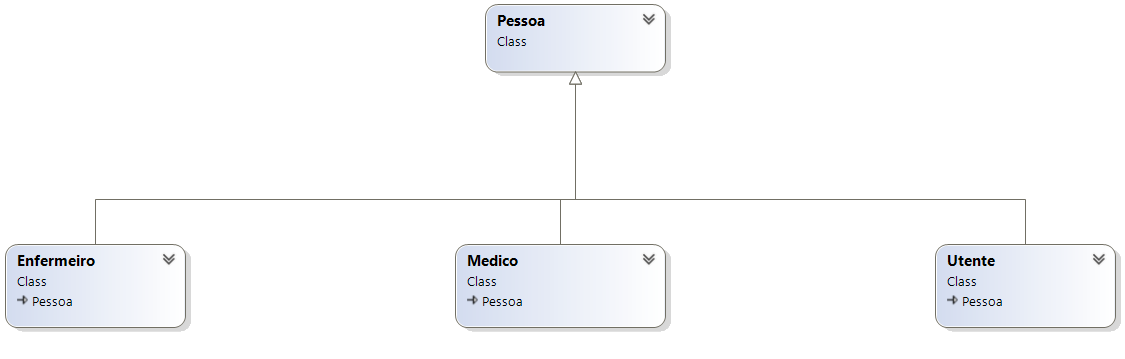 Pessoa
Class
Enfermeiro
Class
Pessoa
Medico
Class
Pessoa
Utente
Class
Pessoa